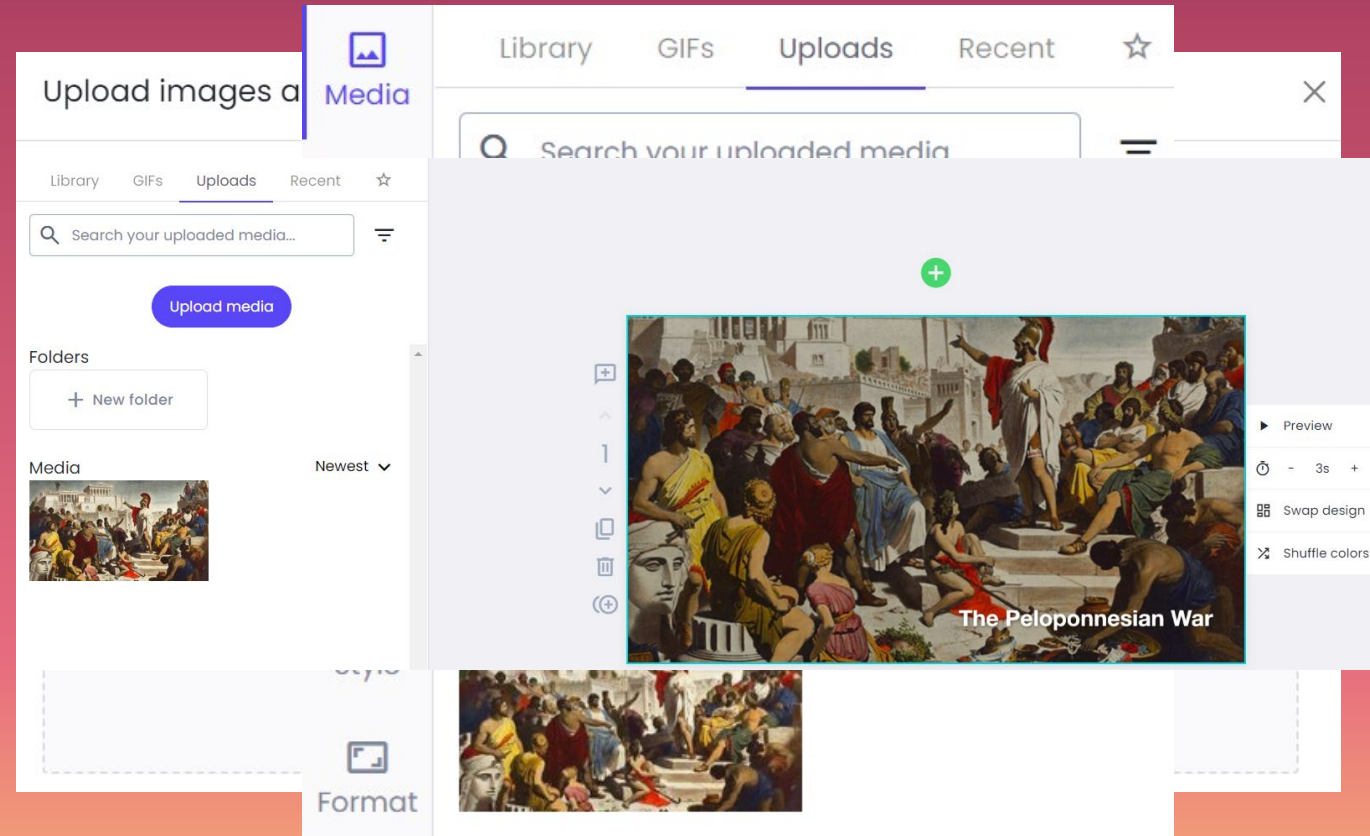 Library GIFs Uploads Recent
Upload images a
Media
Search your uploaded media
Library GIFs Uploads Recent
Search your uploaded media...
Upload media
Folders
+ New folder
Media Newest
1
Preview
- 3s +
Swap design
Shuffle colors
The Peloponnesian War
Style
Format